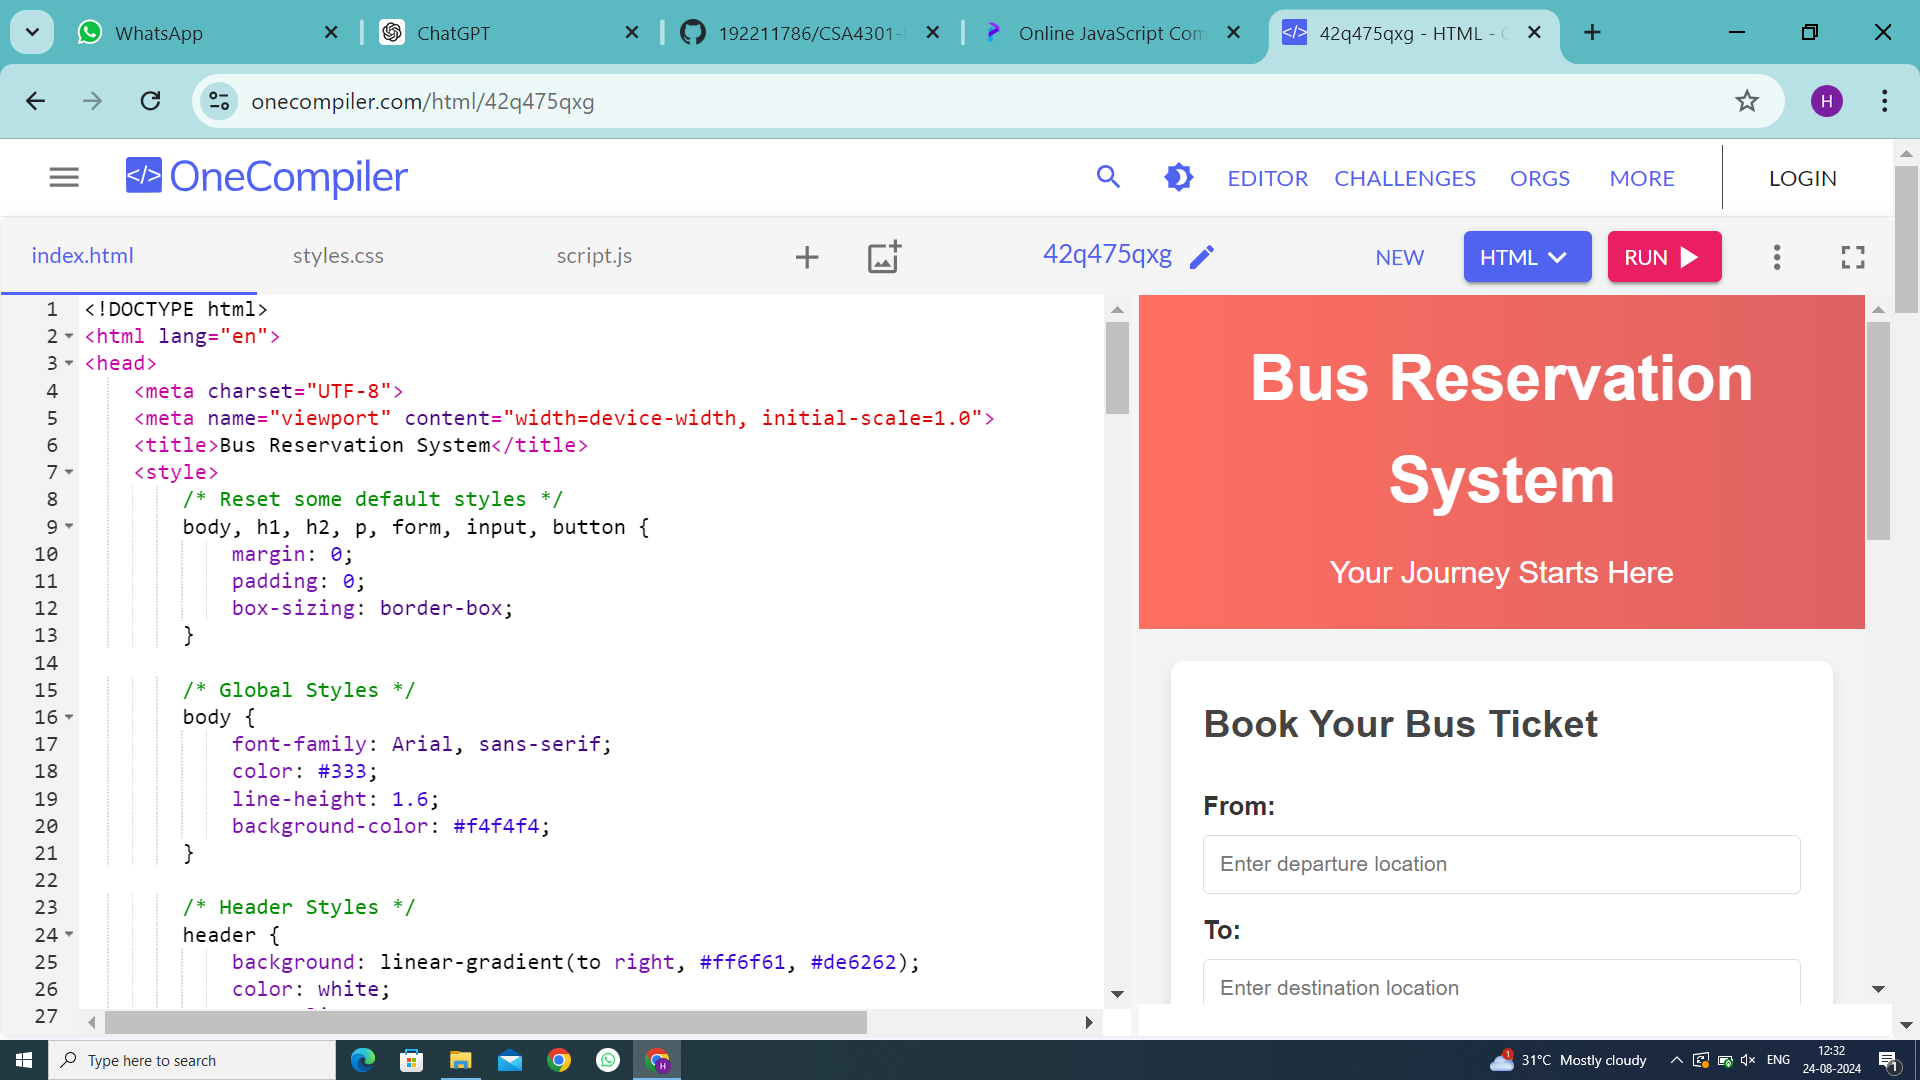 WhatsApp
ChatGPT
192211786/CSA4301-
Online JavaScript Com
42q475qxg - HTML -
onecompiler.com/html/42q475qxg
H
</> OneCompiler
EDITOR CHALLENGES ORGS MORE LOGIN
index.html styles.css script.js
42q475qxg NEW HTML RUN
1 <!DOCTYPE html>
2 <html lang="en">
3 <head>
4 <meta charset="UTF-8">
5 <meta name="viewport" content="width=device-width, initial-scale=1.0">
6 <title>Bus Reservation System</title>
7 <style>
8 /* Reset some default styles */
9 body, h1, h2, p, form, input, button {
10 margin: 0;
11 padding: 0;
12 box-sizing: border-box;
13 }
14
15 /* Global Styles */
16 body {
17 font-family: Arial, sans-serif;
18 color: #333;
19 line-height: 1.6;
20 background-color: #f4f4f4;
21 }
22
23 /* Header Styles */
24 header {
25 background: linear-gradient(to right, #ff6f61, #de6262);
26 color: white;
27
Bus Reservation
System
Your Journey Starts Here
Book Your Bus Ticket
From:
Enter departure location
To:
Enter destination location
Type here to search
H
1
31°C Mostly cloudy
ENG
12:32
24-08-2024
1